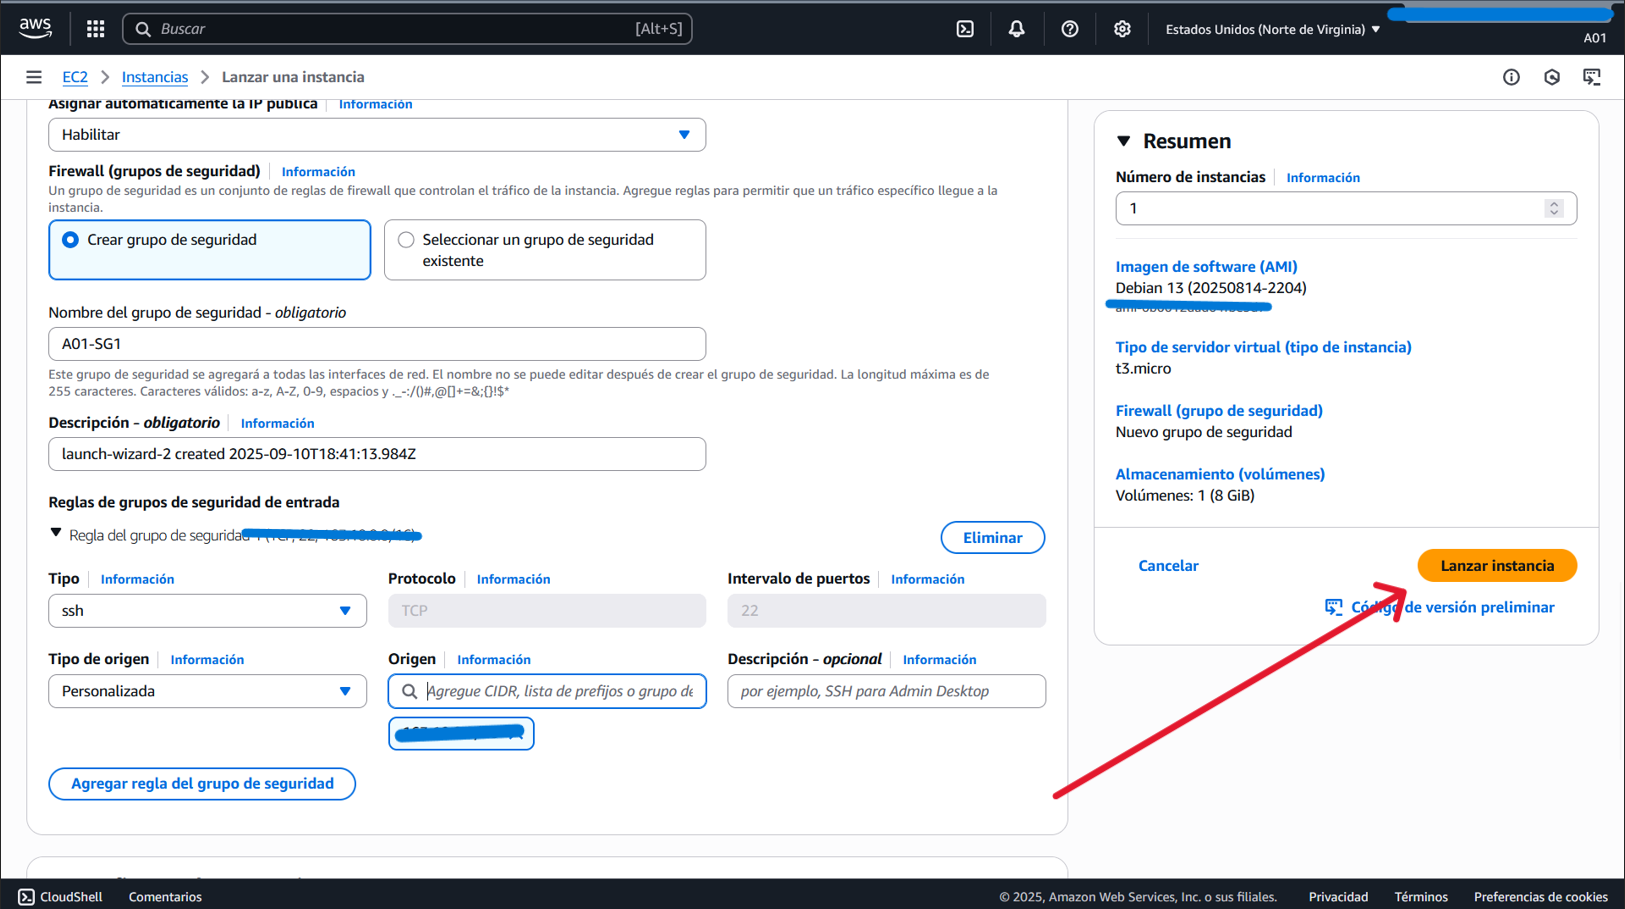 aws
Buscar
[Alt+S]
Estados Unidos (Norte de Virginia)
A01
EC2
Instancias
Lanzar una instancia
Asignar automáticamente la IP pública
Información
Habilitar
Firewall (grupos de seguridad)
Información
Un grupo de seguridad es un conjunto de reglas de firewall que controlan el tráfico de la instancia. Agregue reglas para permitir que un tráfico específico llegue a la
instancia.
Crear grupo de seguridad
Seleccionar un grupo de seguridad
existente
Nombre del grupo de seguridad - obligatorio
A01-SG1
Este grupo de seguridad se agregará a todas las interfaces de red. El nombre no se puede editar después de crear el grupo de seguridad. La longitud máxima es de
255 caracteres. Caracteres válidos: a-z, A-Z, 0-9, espacios y ._-:/()#,@[]+=&;{}!$*
Descripción - obligatorio
Información
launch-wizard-2 created 2025-09-10T18:41:13.984Z
Reglas de grupos de seguridad de entrada
Regla del grupo de seguridad
Eliminar
Tipo
Información
Protocolo
Información
Intervalo de puertos
Información
ssh
TCP
22
Tipo de origen
Información
Origen
Información
Descripción - opcional
Información
Personalizada
Agregue CIDR, lista de prefijos o grupo de
por ejemplo, SSH para Admin Desktop
Agregar regla del grupo de seguridad
Resumen
Número de instancias
Información
1
Imagen de software (AMI)
Debian 13 (20250814-2204)
Tipo de servidor virtual (tipo de instancia)
t3.micro
Firewall (grupo de seguridad)
Nuevo grupo de seguridad
Almacenamiento (volúmenes)
Volúmenes: 1 (8 GiB)
Cancelar
Lanzar instancia
Código de versión preliminar
CloudShell
Comentarios
© 2025, Amazon Web Services, Inc. o sus filiales.
Privacidad
Términos
Preferencias de cookies